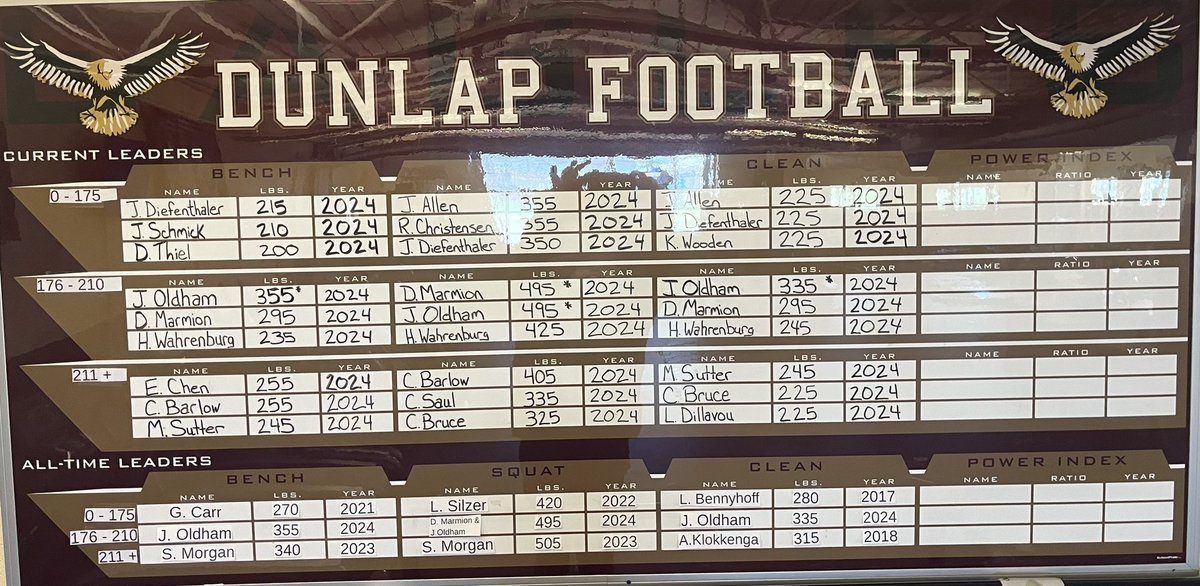 DUNLAP FOOTBALL
CURRENT LEADERS
BENCH CLEAN POWER INDEX
NAME LBS. YEAR NAME YEAR NAME LBS. YEAR NAME RATIO YEAR
0 - 175
J. Diefenthaler 215 2024 J. Allen 355 2024 J. Allen 225 2024
J. Schmick 210 2024 R. Christensen 355 2024 J. Diefenthaler 225 2024
D. Thiel 200 2024 J. Diefenthaler 350 2024 K. Wooden 225 2024
176 - 210
NAME LBS. YEAR NAME LBS. YEAR NAME LBS. YEAR NAME RATIO YEAR
J. Oldham 355* 2024 D. Marmion 495 * 2024 J. Oldham 335 * 2024
D. Marmion 295 2024 J. Oldham 495 * 2024 D. Marmion 295 2024
H. Wahrenburg 235 2024 H. Wahrenburg 425 2024 H. Wahrenburg 245 2024
211 +
NAME LBS. YEAR NAME LBS. YEAR NAME LBS. YEAR NAME RATIO YEAR
E. Chen 255 2024 C. Barlow 405 2024 M. Sutter 245 2024
C. Barlow 255 2024 C. Saul 335 2024 C. Bruce 225 2024
M. Sutter 245 2024 C. Bruce 325 2024 L. Dillavou 225 2024
ALL-TIME LEADERS
BENCH SQUAT CLEAN POWER INDEX
NAME LBS. YEAR NAME LBS. YEAR NAME LBS. YEAR NAME RATIO YEAR
0 - 175 G. Carr 270 2021 L. Silzer 420 2022 L. Bennyhoff 280 2017
176 - 210 J. Oldham 355 2024 D. Marmion & J.Oldham 495 2024 J. Oldham 335 2024
211 + S. Morgan 340 2023 S. Morgan 505 2023 A.Klokkenga 315 2018